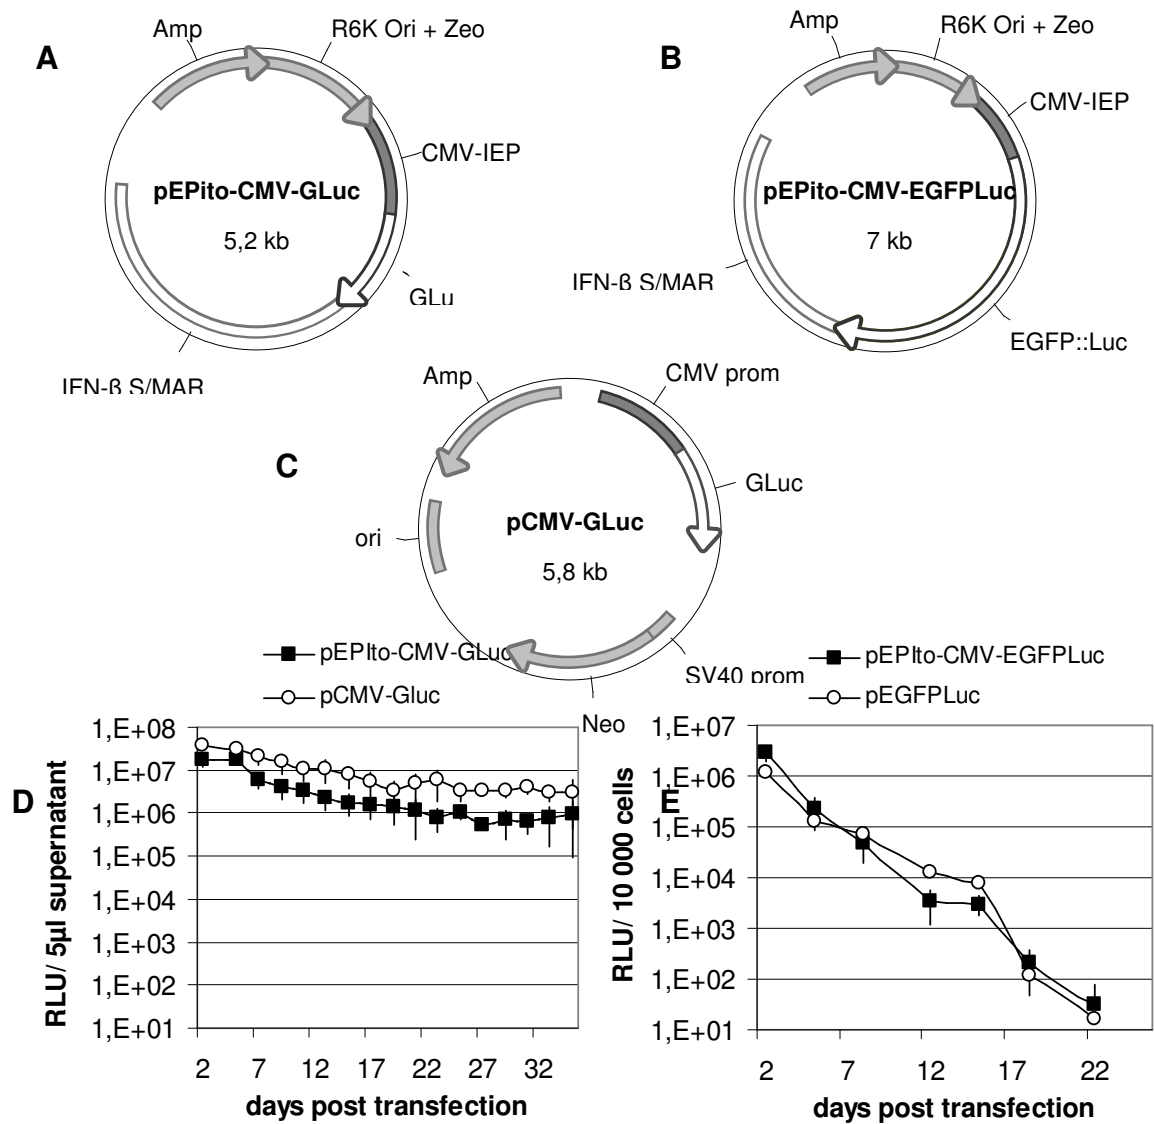 A
Amp
R6K Ori + Zeo
CMV-IEP
pEPito-CMV-GLuc
5,2 kb
GLu
IFN-ß S/MAR
B
Amp
R6K Ori + Zeo
CMV-IEP
pEPito-CMV-EGFPLuc
7 kb
IFN-ß S/MAR
EGFP::Luc
C
Amp
CMV prom
GLuc
pCMV-GLuc
5,8 kb
ori
SV40 prom
Neo
D
pEPIto-CMV-GLuc
pCMV-Gluc
1,E+08
1,E+07
1,E+06
1,E+05
1,E+04
1,E+03
1,E+02
1,E+01
RLU/ 5µl supernatant
2 7 12 17 22 27 32
days post transfection
E
pEPIto-CMV-EGFPLuc
pEGFPLuc
1,E+07
1,E+06
1,E+05
1,E+04
1,E+03
1,E+02
1,E+01
RLU/ 10 000 cells
2 7 12 17 22
days post transfection